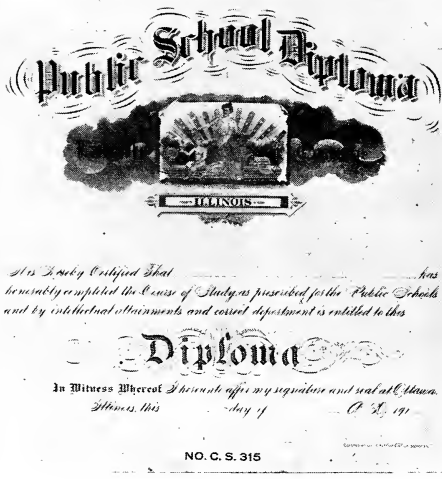 Public School Diploma
ILLINOIS
It is Hereby Certified That has
honorably completed the Course of Study as prescribed for the Public Schools
and by intellectual attainments and correct deportment is entitled to this
Diploma
In Witness Whereof I hereunto affix my signature and seal at Ottawa.
Illinois, this day of A.D. 191
NO. C. S. 315